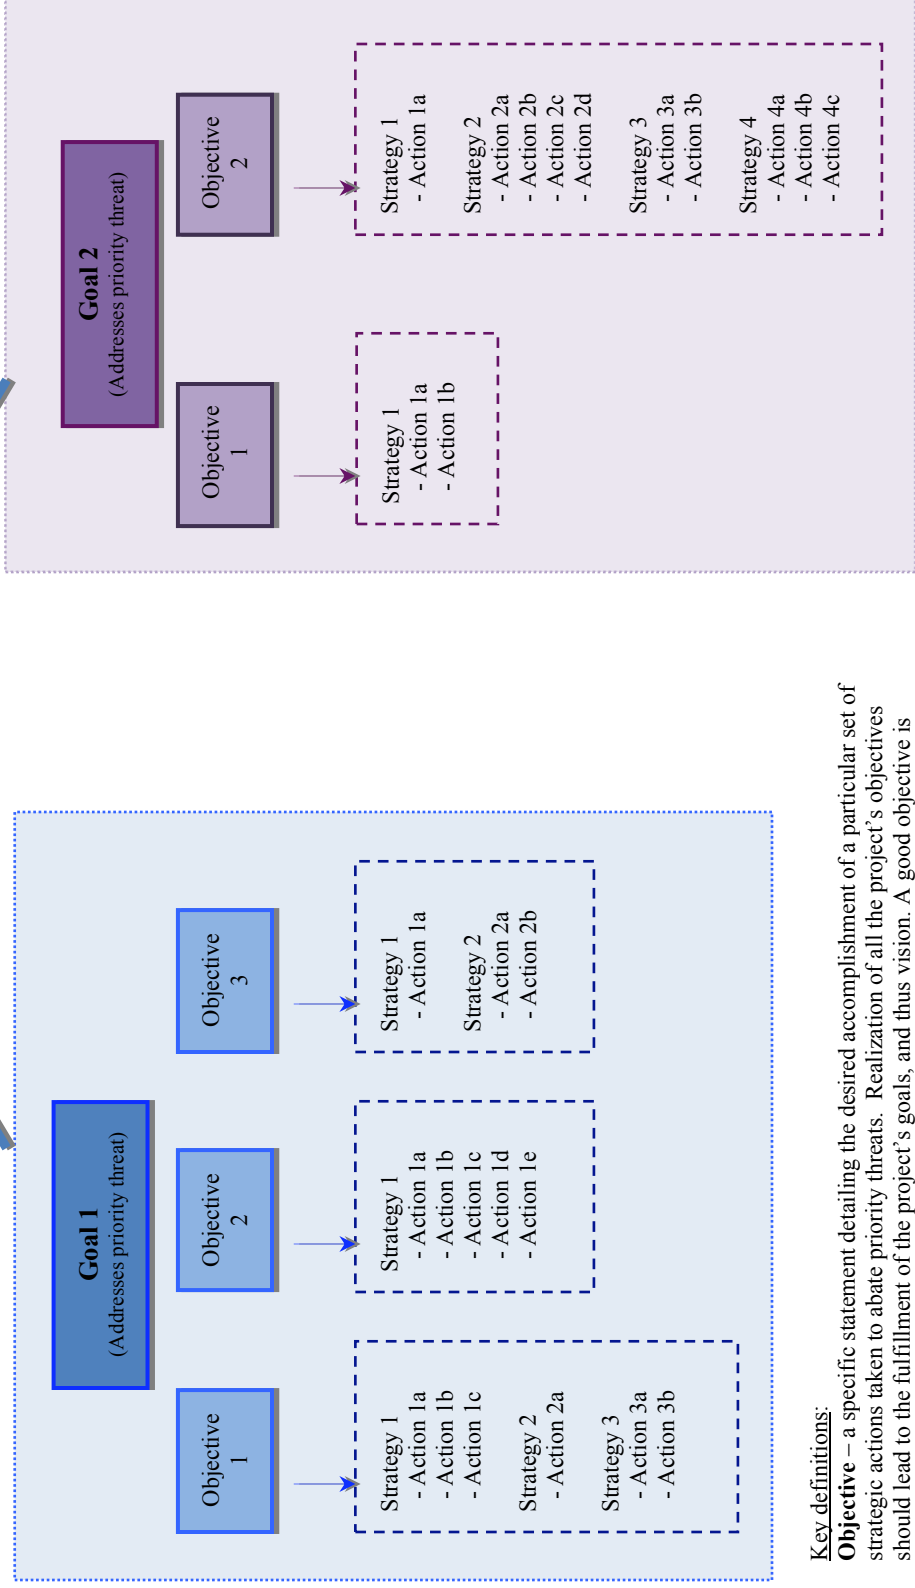 Goal 1
(Addresses priority threat)
Objective
1
Objective
2
Objective
3
Strategy 1
- Action 1a
- Action 1b
- Action 1c
Strategy 2
- Action 2a
Strategy 3
- Action 3a
- Action 3b
Strategy 1
- Action 1a
- Action 1b
- Action 1c
- Action 1d
- Action 1e
Strategy 1
- Action 1a
Strategy 2
- Action 2a
- Action 2b
Goal 2
(Addresses priority threat)
Objective
1
Objective
2
Strategy 1
- Action 1a
- Action 1b
Strategy 1
- Action 1a
Strategy 2
- Action 2a
- Action 2b
- Action 2c
- Action 2d
Strategy 3
- Action 3a
- Action 3b
Strategy 4
- Action 4a
- Action 4b
- Action 4c
Key definitions:
Objective – a specific statement detailing the desired accomplishment of a particular set of
strategic actions taken to abate priority threats.  Realization of all the project’s objectives
should lead to the fulfillment of the project’s goals, and thus vision. A good objective is